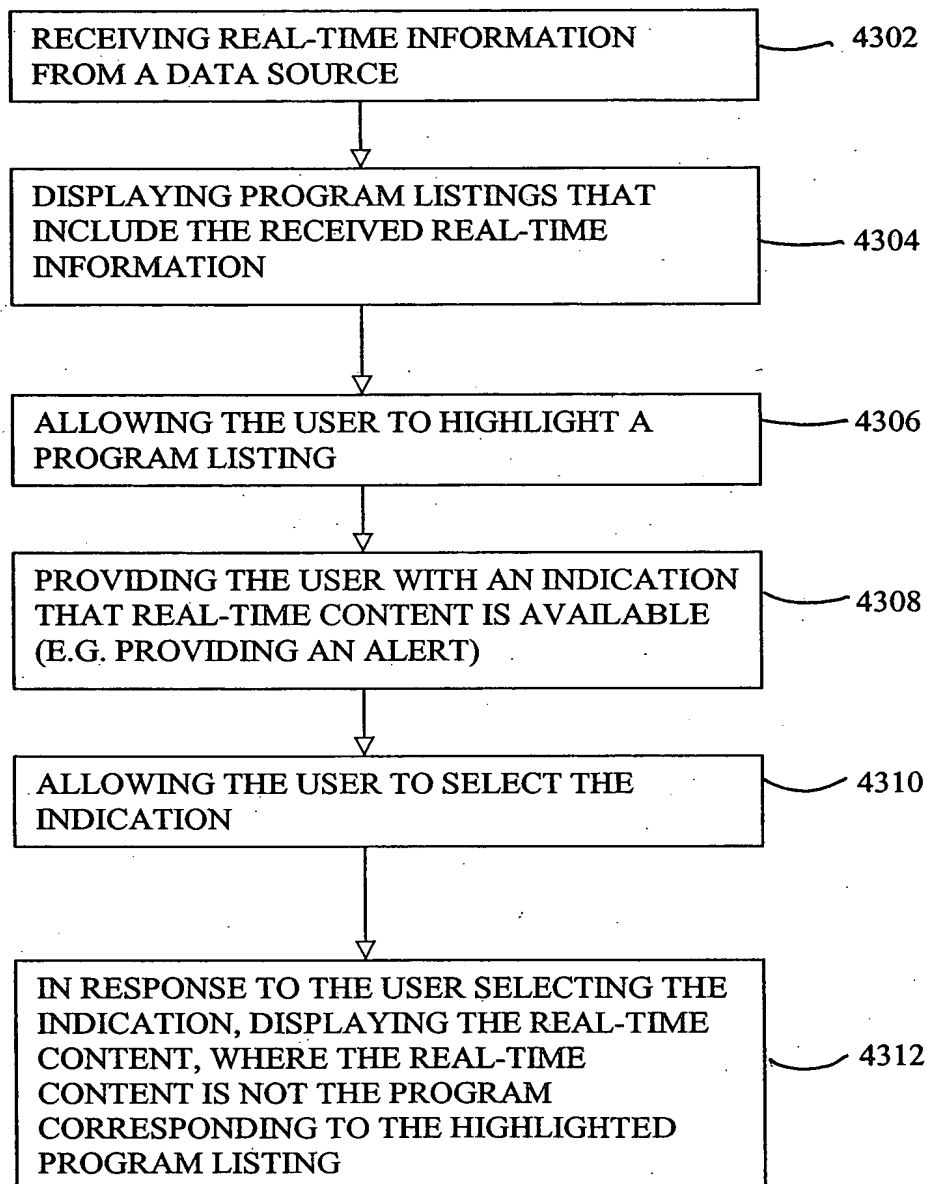 RECEIVING REAL-TIME INFORMATION
FROM A DATA SOURCE
4302
DISPLAYING PROGRAM LISTINGS THAT
INCLUDE THE RECEIVED REAL-TIME
INFORMATION
4304
ALLOWING THE USER TO HIGHLIGHT A
PROGRAM LISTING
4306
PROVIDING THE USER WITH AN INDICATION
THAT REAL-TIME CONTENT IS AVAILABLE
(E.G. PROVIDING AN ALERT)
4308
ALLOWING THE USER TO SELECT THE
INDICATION
4310
IN RESPONSE TO THE USER SELECTING THE
INDICATION, DISPLAYING THE REAL-TIME
CONTENT, WHERE THE REAL-TIME
CONTENT IS NOT THE PROGRAM
CORRESPONDING TO THE HIGHLIGHTED
PROGRAM LISTING
4312